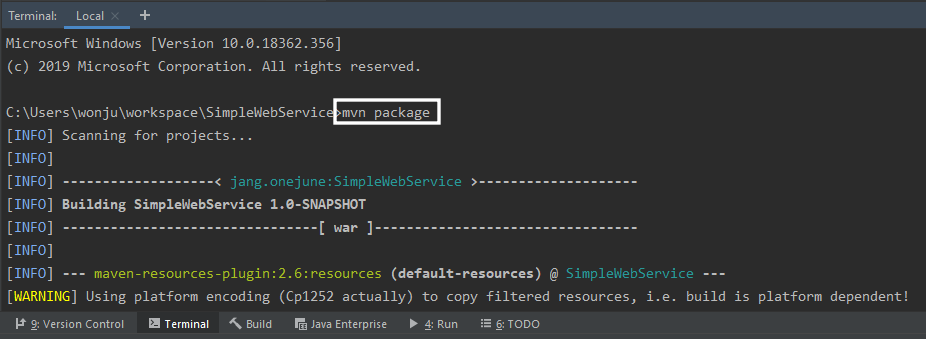 Terminal: Local × +
Microsoft Windows [Version 10.0.18362.356]
(c) 2019 Microsoft Corporation. All rights reserved.
C:\Users\wonju\workspace\SimpleWebService>mvn package
[INFO] Scanning for projects...
[INFO]
[INFO] -------------------< jang.onejune:SimpleWebService >--------------------
[INFO] Building SimpleWebService 1.0-SNAPSHOT
[INFO] --------------------------------[ war ]---------------------------------
[INFO]
[INFO] --- maven-resources-plugin:2.6:resources (default-resources) @ SimpleWebService ---
[WARNING] Using platform encoding (Cp1252 actually) to copy filtered resources, i.e. build is platform dependent!
9: Version Control Terminal Build Java Enterprise 4: Run 6: TODO